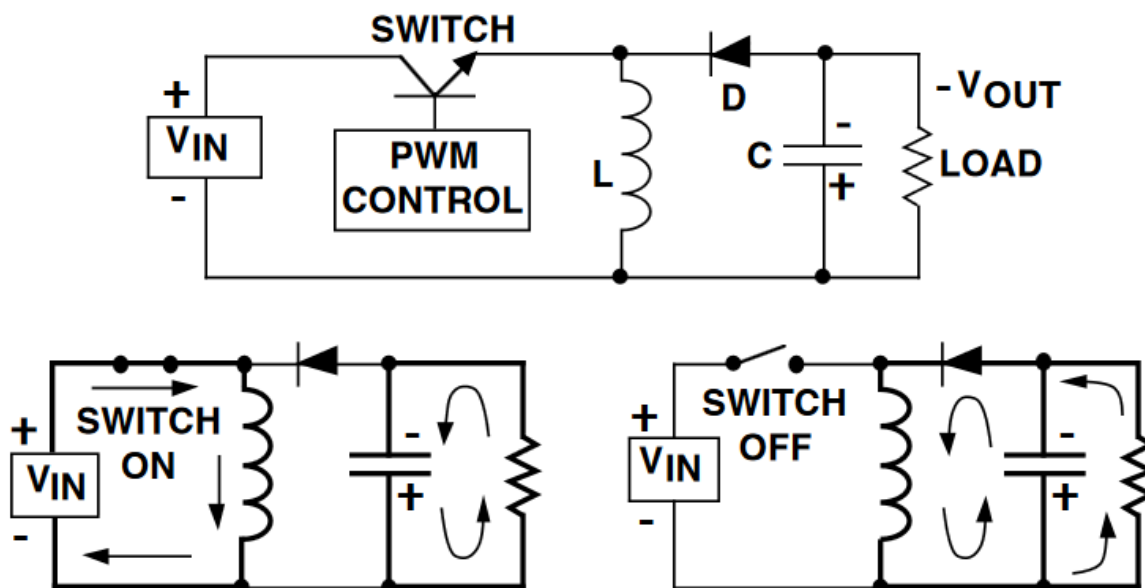 SWITCH
+
VIN
-
PWM
CONTROL
L
D
C
-
+
-VOUT
LOAD
+
VIN
-
SWITCH
ON
-
+
+
VIN
-
SWITCH
OFF
-
+